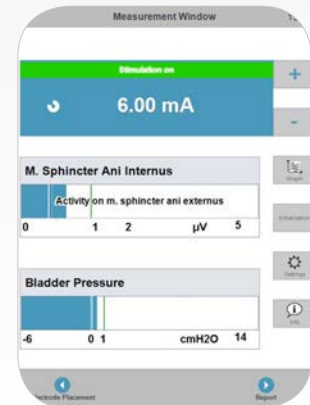 Measurement Window
Stimulation on
6.00 mA
+
-
M. Sphincter Ani Internus
Activity on m. sphincter ani externus
0 1 2 µV 5
Graph
Initialization
Settings
Info
Bladder Pressure
-6 0 1 cmH2O 14
Electrode Placement
Report